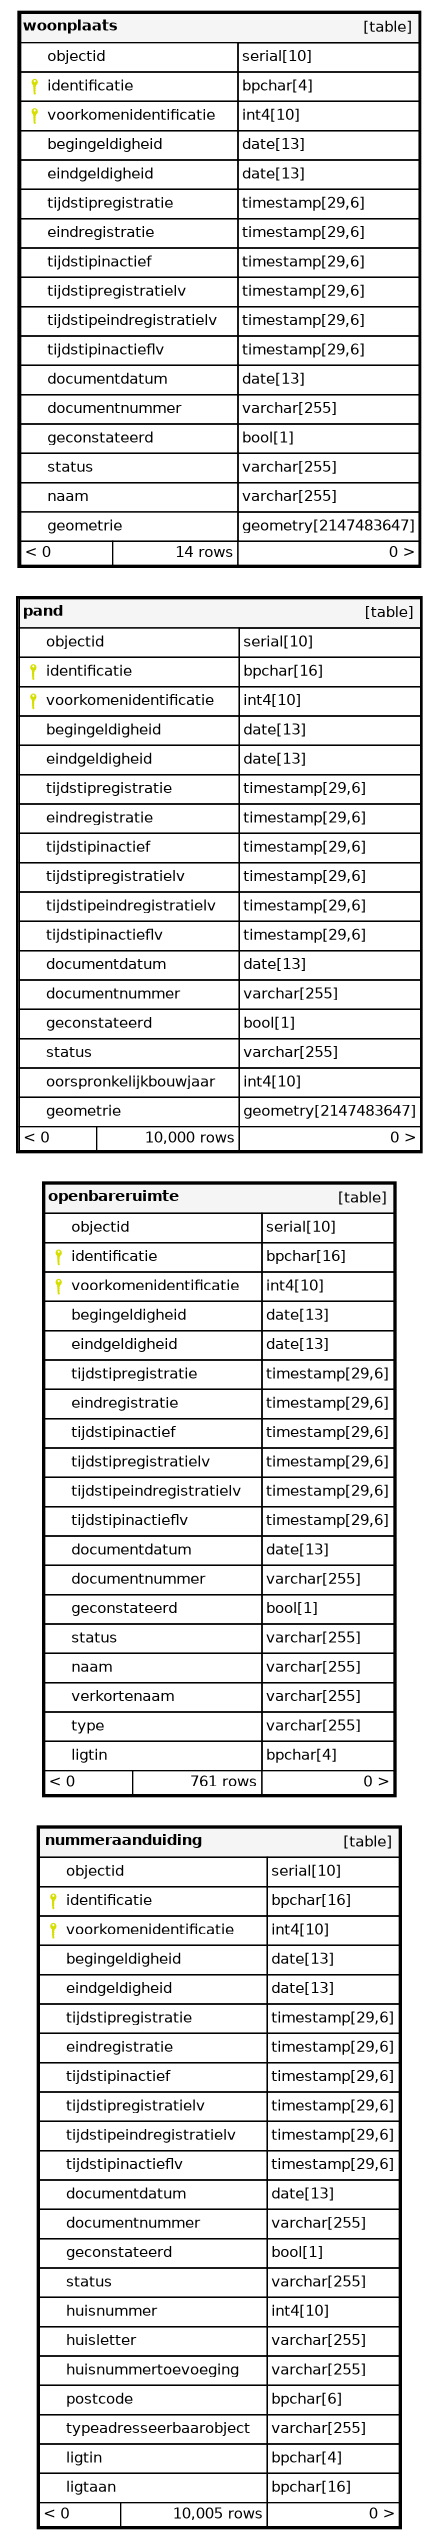 woonplaats [table]
objectid serial[10]
identificatie bpchar[4]
voorkomenidentificatie int4[10]
begingeldigheid date[13]
eindgeldigheid date[13]
tijdstipregistratie timestamp[29,6]
eindregistratie timestamp[29,6]
tijdstipinactief timestamp[29,6]
tijdstipregistratielv timestamp[29,6]
tijdstipeindregistratielv timestamp[29,6]
tijdstipinactieflv timestamp[29,6]
documentdatum date[13]
documentnummer varchar[255]
geconstateerd bool[1]
status varchar[255]
naam varchar[255]
geometrie geometry[2147483647]
< 0 14 rows 0 >
pand [table]
objectid serial[10]
identificatie bpchar[16]
voorkomenidentificatie int4[10]
begingeldigheid date[13]
eindgeldigheid date[13]
tijdstipregistratie timestamp[29,6]
eindregistratie timestamp[29,6]
tijdstipinactief timestamp[29,6]
tijdstipregistratielv timestamp[29,6]
tijdstipeindregistratielv timestamp[29,6]
tijdstipinactieflv timestamp[29,6]
documentdatum date[13]
documentnummer varchar[255]
geconstateerd bool[1]
status varchar[255]
oorspronkelijkbouwjaar int4[10]
geometrie geometry[2147483647]
< 0 10,000 rows 0 >
openbareruimte [table]
objectid serial[10]
identificatie bpchar[16]
voorkomenidentificatie int4[10]
begingeldigheid date[13]
eindgeldigheid date[13]
tijdstipregistratie timestamp[29,6]
eindregistratie timestamp[29,6]
tijdstipinactief timestamp[29,6]
tijdstipregistratielv timestamp[29,6]
tijdstipeindregistratielv timestamp[29,6]
tijdstipinactieflv timestamp[29,6]
documentdatum date[13]
documentnummer varchar[255]
geconstateerd bool[1]
status varchar[255]
naam varchar[255]
verkortenaam varchar[255]
type varchar[255]
ligtin bpchar[4]
< 0 761 rows 0 >
nummeraanduiding [table]
objectid serial[10]
identificatie bpchar[16]
voorkomenidentificatie int4[10]
begingeldigheid date[13]
eindgeldigheid date[13]
tijdstipregistratie timestamp[29,6]
eindregistratie timestamp[29,6]
tijdstipinactief timestamp[29,6]
tijdstipregistratielv timestamp[29,6]
tijdstipeindregistratielv timestamp[29,6]
tijdstipinactieflv timestamp[29,6]
documentdatum date[13]
documentnummer varchar[255]
geconstateerd bool[1]
status varchar[255]
huisnummer int4[10]
huisletter varchar[255]
huisnummertoevoeging varchar[255]
postcode bpchar[6]
typeadresseerbaarobject varchar[255]
ligtin bpchar[4]
ligtaan bpchar[16]
< 0 10,005 rows 0 >